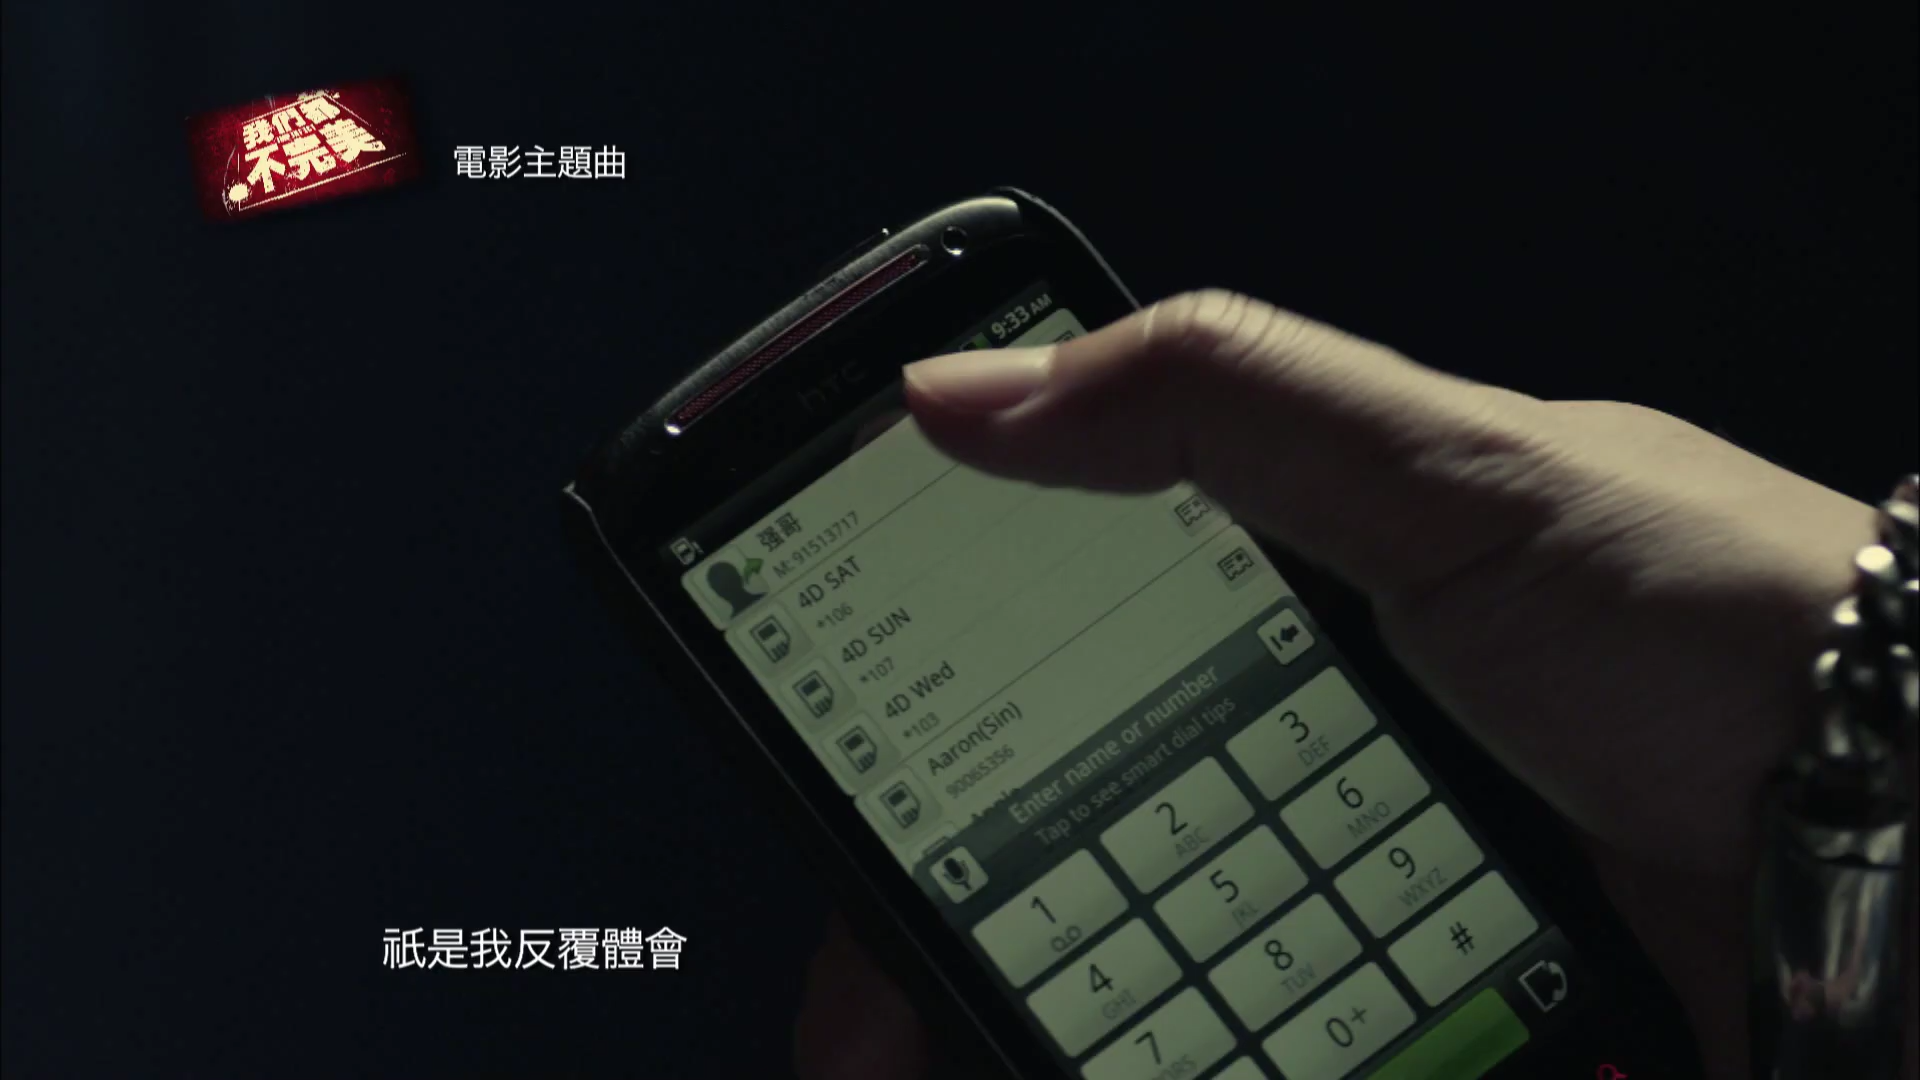 我們都
不完美
電影主題曲
9:33 AM
hTC
强哥
M: 91513717
4D SAT
*106
4D SUN
*107
4D Wed
*103
Aaron(Sin)
90065356
Enter name or number
Tap to see smart dial tips
1
2 ABC
3 DEF
4 GHI
5 JKL
6 MNO
7
8 TUV
9 WXYZ
0+
#
祇是我反覆體會